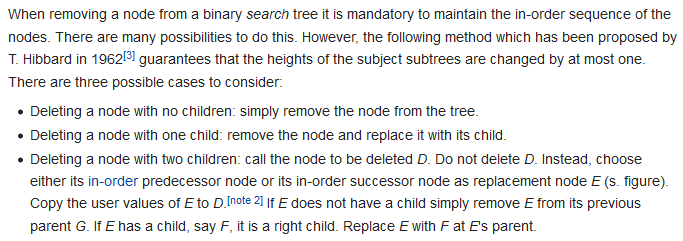 When removing a node from a binary search tree it is mandatory to maintain the in-order sequence of the
nodes. There are many possibilities to do this. However, the following method which has been proposed by
T. Hibbard in 1962[3] guarantees that the heights of the subject subtrees are changed by at most one.
There are three possible cases to consider:
• Deleting a node with no children: simply remove the node from the tree.
• Deleting a node with one child: remove the node and replace it with its child.
• Deleting a node with two children: call the node to be deleted D. Do not delete D. Instead, choose
either its in-order predecessor node or its in-order successor node as replacement node E (s. figure).
Copy the user values of E to D.[note 2] If E does not have a child simply remove E from its previous
parent G. If E has a child, say F, it is a right child. Replace E with F at E's parent.